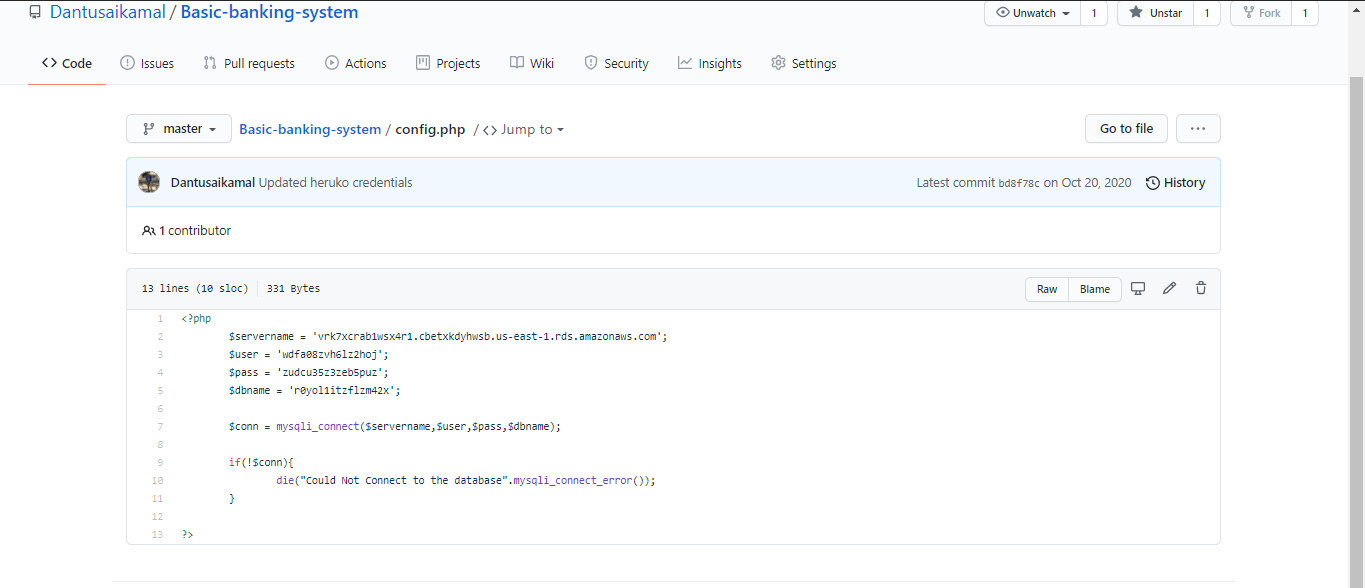 Dantusaikamal / Basic-banking-system
Unwatch 1 Unstar 1 Fork 1
Code Issues Pull requests Actions Projects Wiki Security Insights Settings
master Basic-banking-system / config.php / <> Jump to Go to file ...
Dantusaikamal Updated heruko credentials Latest commit bd8f78c on Oct 20, 2020 History
1 contributor
13 lines (10 sloc) 331 Bytes Raw Blame
1 <?php
2 $servername = 'vrk7xcrab1wsx4r1.cbetxkdyhwsb.us-east-1.rds.amazonaws.com';
3 $user = 'wdfa08zvh6lz2hoj';
4 $pass = 'zudcu35z3zeb5puz';
5 $dbname = 'r0yol1itzflzm42x';
6
7 $conn = mysqli_connect($servername,$user,$pass,$dbname);
8
9 if(!$conn){
10 die("Could Not Connect to the database".mysqli_connect_error());
11 }
12
13 ?>